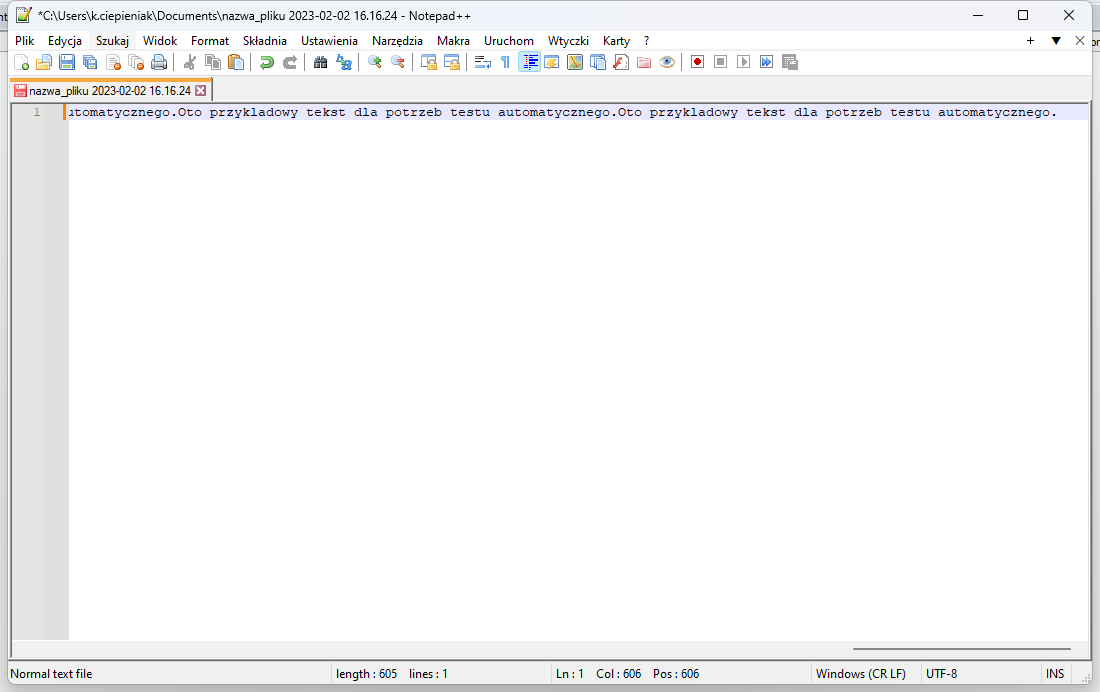 *C:\Users\k.ciepieniak\Documents\nazwa_pliku 2023-02-02 16.16.24 - Notepad++
Plik Edycja Szukaj Widok Format Składnia Ustawienia Narzędzia Makra Uruchom Wtyczki Karty ?
nazwa_pliku 2023-02-02 16.16.24
1 utomatycznego.Oto przykladowy tekst dla potrzeb testu automatycznego.Oto przykladowy tekst dla potrzeb testu automatycznego.
Normal text file length : 605 lines : 1 Ln : 1 Col : 606 Pos : 606 Windows (CR LF) UTF-8 INS